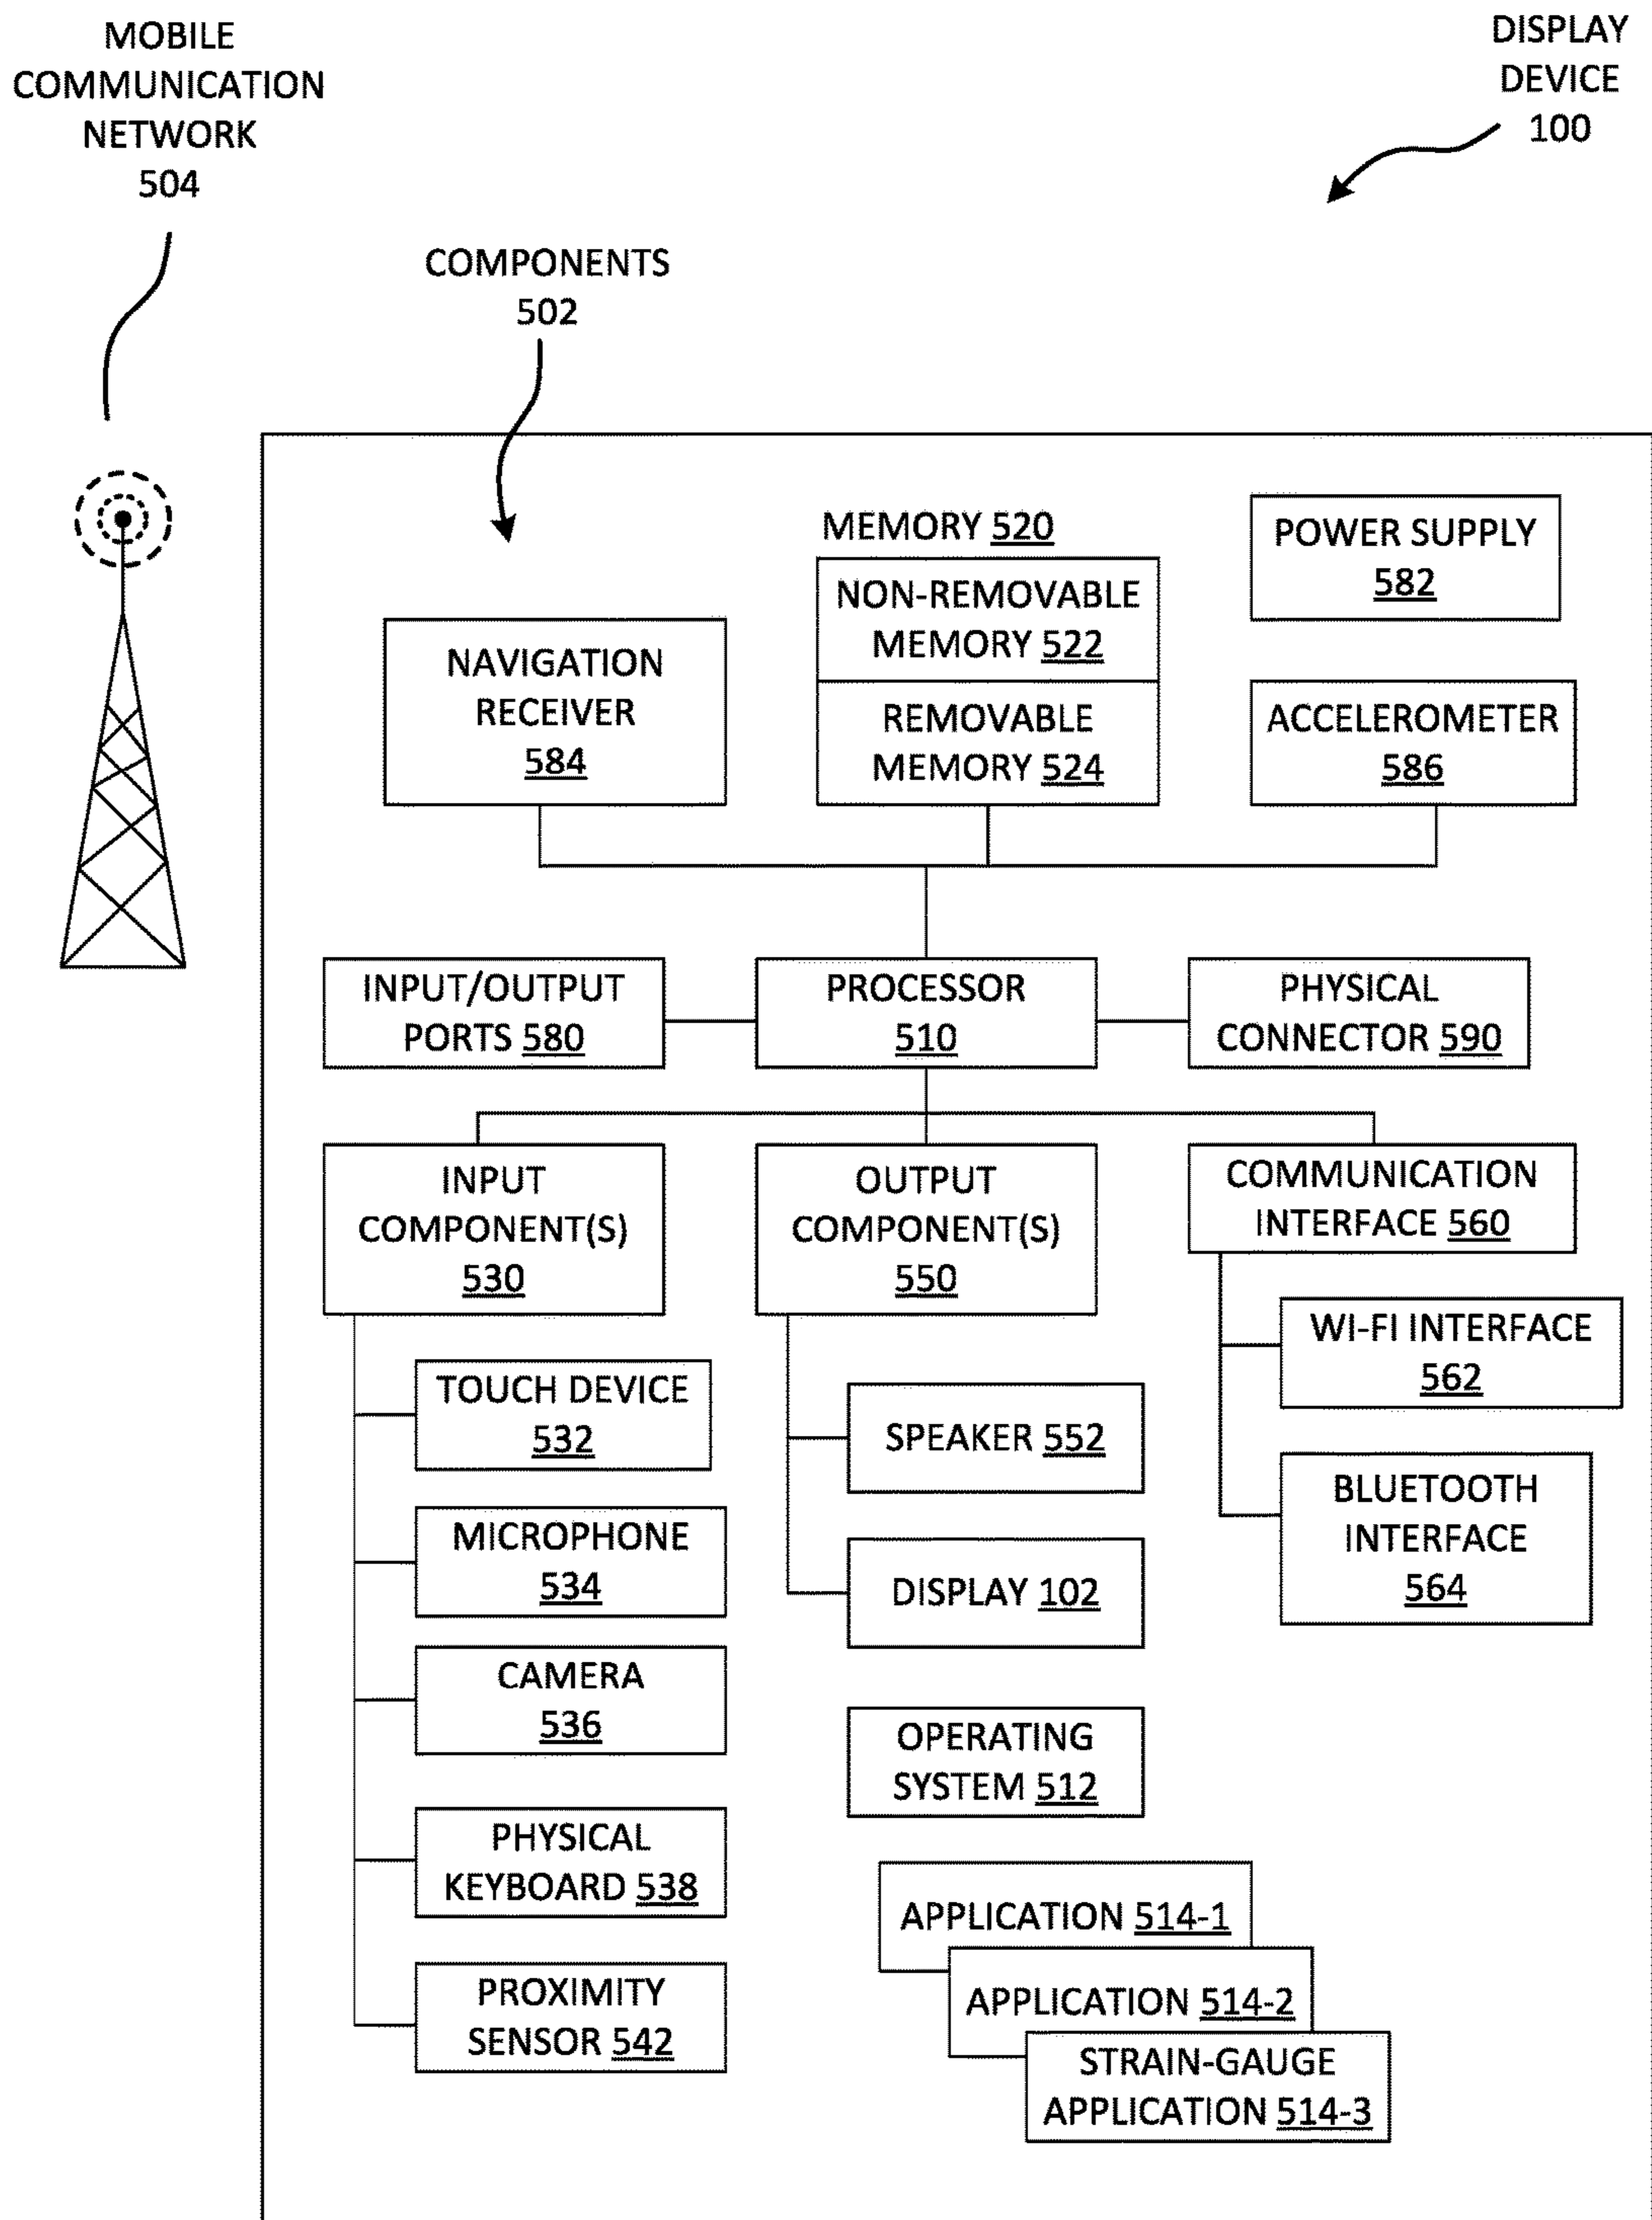 MOBILE
COMMUNICATION
NETWORK
504
DISPLAY
DEVICE
100
COMPONENTS
502
MEMORY 520
NON-REMOVABLE
MEMORY 522
REMOVABLE
MEMORY 524
POWER SUPPLY
582
NAVIGATION
RECEIVER
584
ACCELEROMETER
586
INPUT/OUTPUT
PORTS 580
PROCESSOR
510
PHYSICAL
CONNECTOR 590
INPUT
COMPONENT(S)
530
OUTPUT
COMPONENT(S)
550
COMMUNICATION
INTERFACE 560
TOUCH DEVICE
532
MICROPHONE
534
CAMERA
536
PHYSICAL
KEYBOARD 538
PROXIMITY
SENSOR 542
SPEAKER 552
DISPLAY 102
WI-FI INTERFACE
562
BLUETOOTH
INTERFACE
564
OPERATING
SYSTEM 512
APPLICATION 514-1
APPLICATION 514-2
STRAIN-GAUGE
APPLICATION 514-3